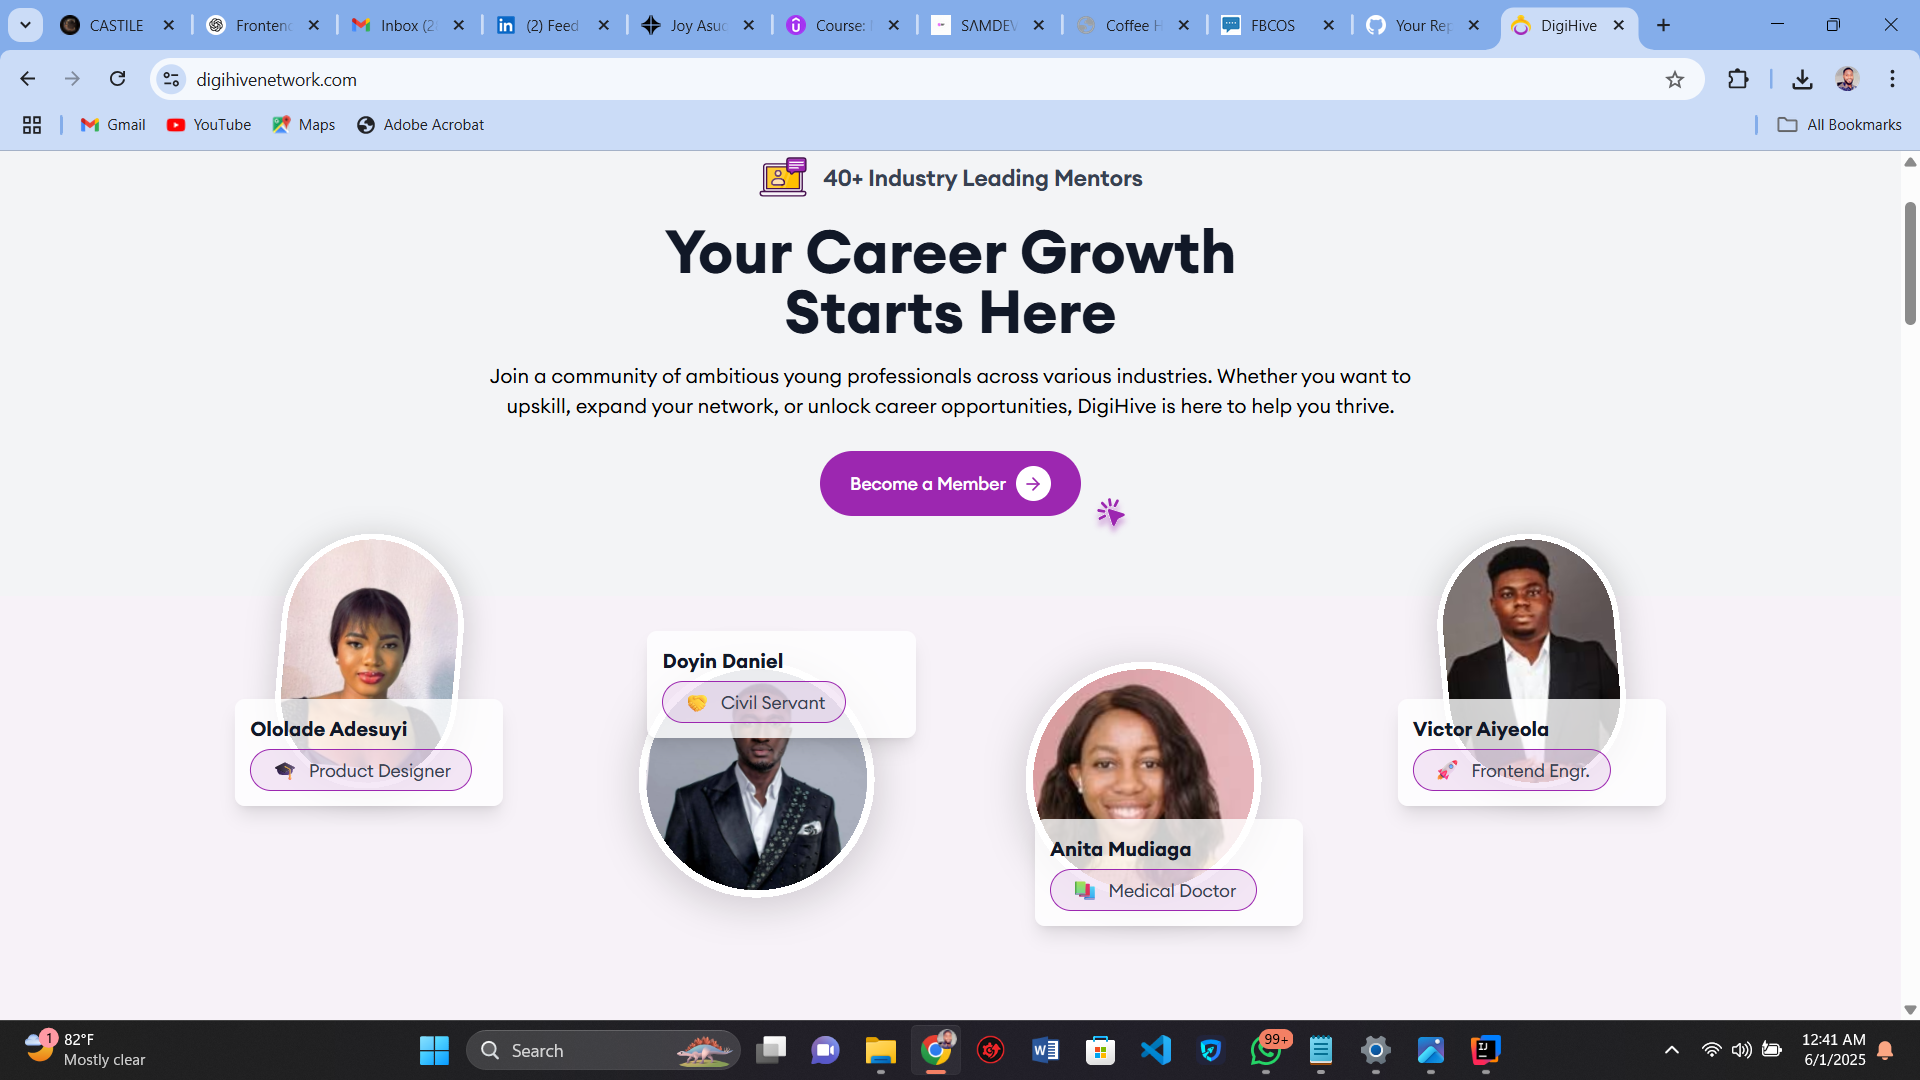 CASTILE
Frontend
Inbox (2
(2) Feed
Joy Asu
Course:
SΛMDEV
Coffee H
FBCOS
Your Rep
DigiHive
digihivenetwork.com
Gmail
YouTube
Maps
Adobe Acrobat
All Bookmarks
40+ Industry Leading Mentors
Your Career Growth
Starts Here
Join a community of ambitious young professionals across various industries. Whether you want to
upskill, expand your network, or unlock career opportunities, DigiHive is here to help you thrive.
Become a Member
Doyin Daniel
Civil Servant
Ololade Adesuyi
Product Designer
Victor Aiyeola
Frontend Engr.
Anita Mudiaga
Medical Doctor
1
82°F
Mostly clear
Search
99+
12:41 AM
6/1/2025